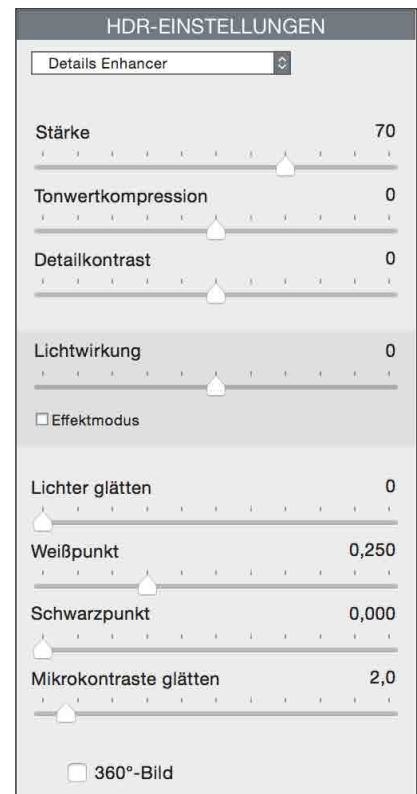 HDR-EINSTELLUNGEN
Details Enhancer
Stärke 70
Tonwertkompression 0
Detailkontrast 0
Lichtwirkung 0
Effektmodus
Lichter glätten 0
Weißpunkt 0,250
Schwarzpunkt 0,000
Mikrokontraste glätten 2,0
360°-Bild